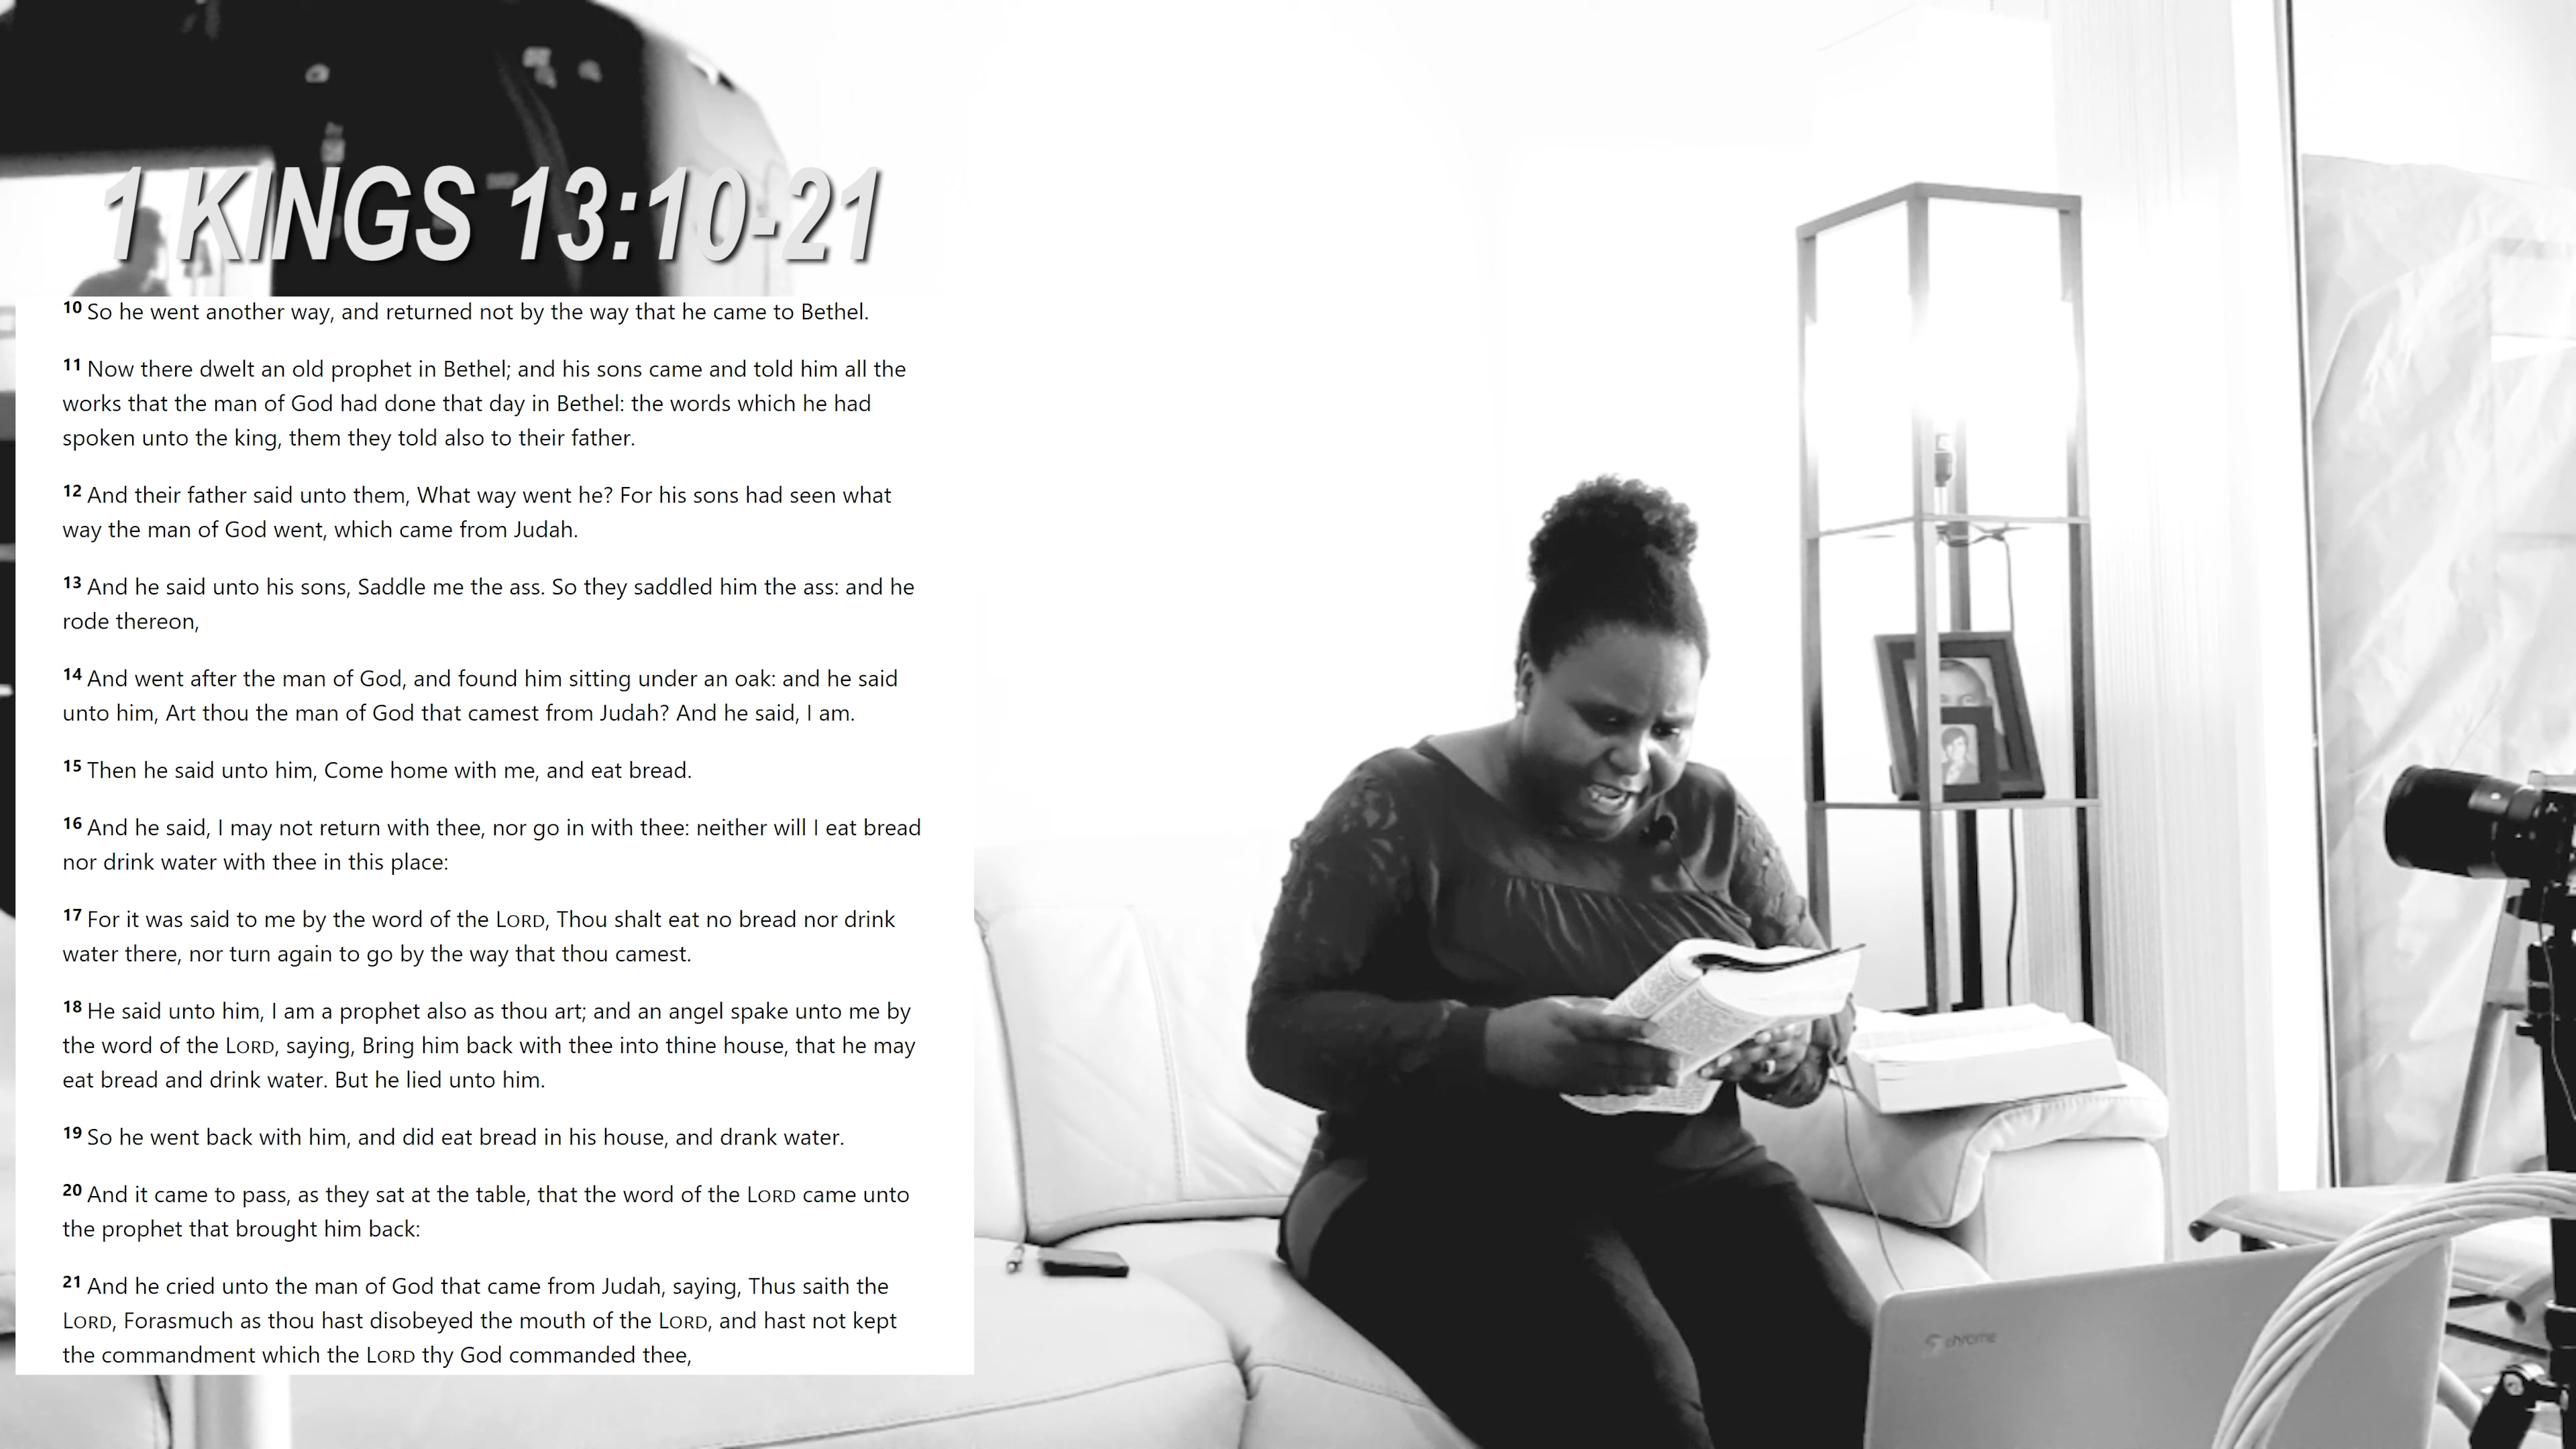 1 KINGS 13:10-21
10 So he went another way, and returned not by the way that he came to Bethel.
11 Now there dwelt an old prophet in Bethel; and his sons came and told him all the
works that the man of God had done that day in Bethel: the words which he had
spoken unto the king, them they told also to their father.
12 And their father said unto them, What way went he? For his sons had seen what
way the man of God went, which came from Judah.
13 And he said unto his sons, Saddle me the ass. So they saddled him the ass: and he
rode thereon,
14 And went after the man of God, and found him sitting under an oak: and he said
unto him, Art thou the man of God that camest from Judah? And he said, I am.
15 Then he said unto him, Come home with me, and eat bread.
16 And he said, I may not return with thee, nor go in with thee: neither will I eat bread
nor drink water with thee in this place:
17 For it was said to me by the word of the LORD, Thou shalt eat no bread nor drink
water there, nor turn again to go by the way that thou camest.
18 He said unto him, I am a prophet also as thou art; and an angel spake unto me by
the word of the LORD, saying, Bring him back with thee into thine house, that he may
eat bread and drink water. But he lied unto him.
19 So he went back with him, and did eat bread in his house, and drank water.
20 And it came to pass, as they sat at the table, that the word of the LORD came unto
the prophet that brought him back:
21 And he cried unto the man of God that came from Judah, saying, Thus saith the
LORD, Forasmuch as thou hast disobeyed the mouth of the LORD, and hast not kept
the commandment which the LORD thy God commanded thee,
chrome